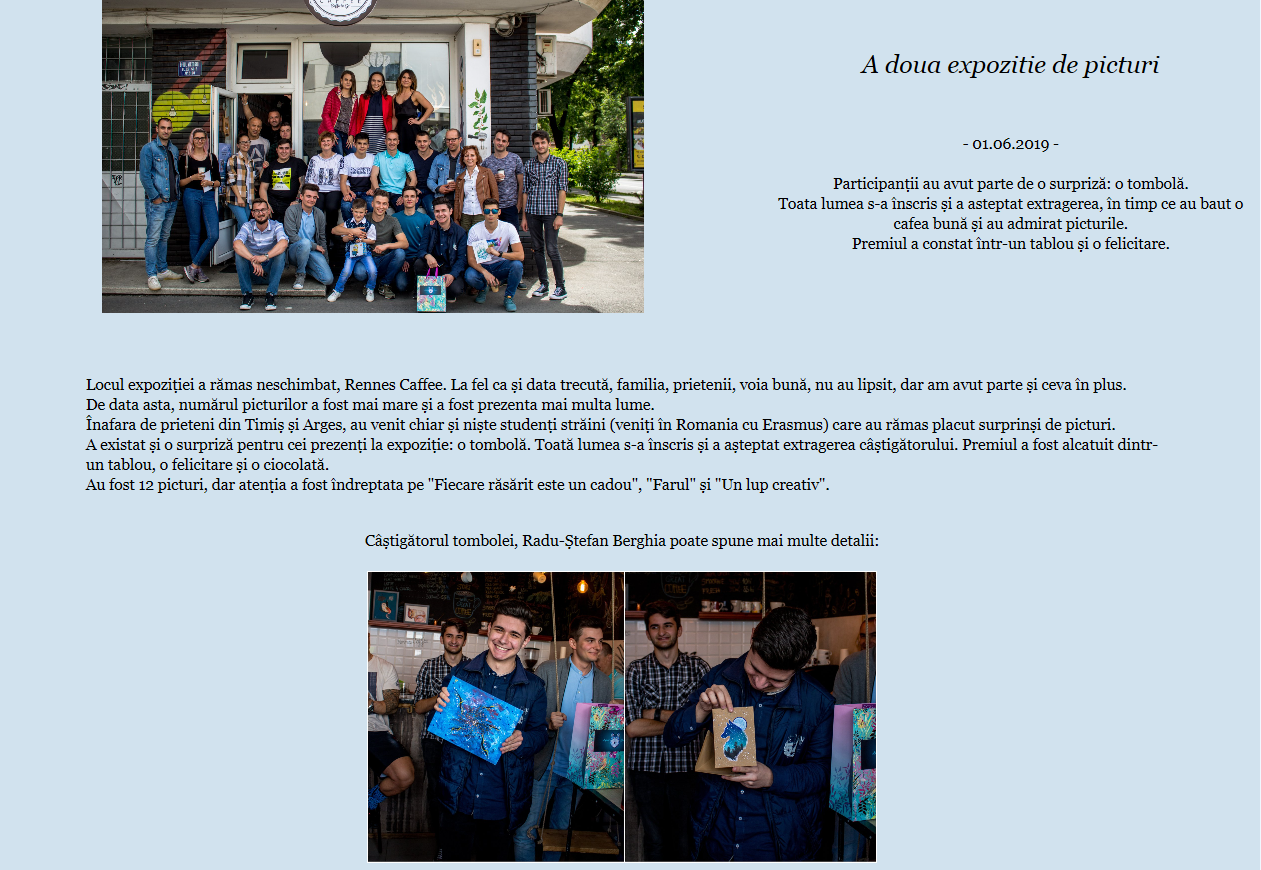 A doua expozitie de picturi
- 01.06.2019 -
Participanții au avut parte de o surpriză: o tombolă.
Toata lumea s-a înscris și a asteptat extragerea, în timp ce au baut o
cafea bună și au admirat picturile.
Premiul a constat într-un tablou și o felicitare.
Locul expoziției a rămas neschimbat, Rennes Caffee. La fel ca și data trecută, familia, prietenii, voia bună, nu au lipsit, dar am avut parte și ceva în plus.
De data asta, numărul picturilor a fost mai mare și a fost prezenta mai multa lume.
Înafara de prieteni din Timiș și Arges, au venit chiar și niște studenți străini (veniți în Romania cu Erasmus) care au rămas placut surprinși de picturi.
A existat și o surpriză pentru cei prezenți la expoziție: o tombolă. Toată lumea s-a înscris și a așteptat extragerea câștigătorului. Premiul a fost alcatuit dintr-
un tablou, o felicitare și o ciocolată.
Au fost 12 picturi, dar atenția a fost îndreptata pe "Fiecare răsărit este un cadou", "Farul" și "Un lup creativ".
Câștigătorul tombolei, Radu-Ștefan Berghia poate spune mai multe detalii: